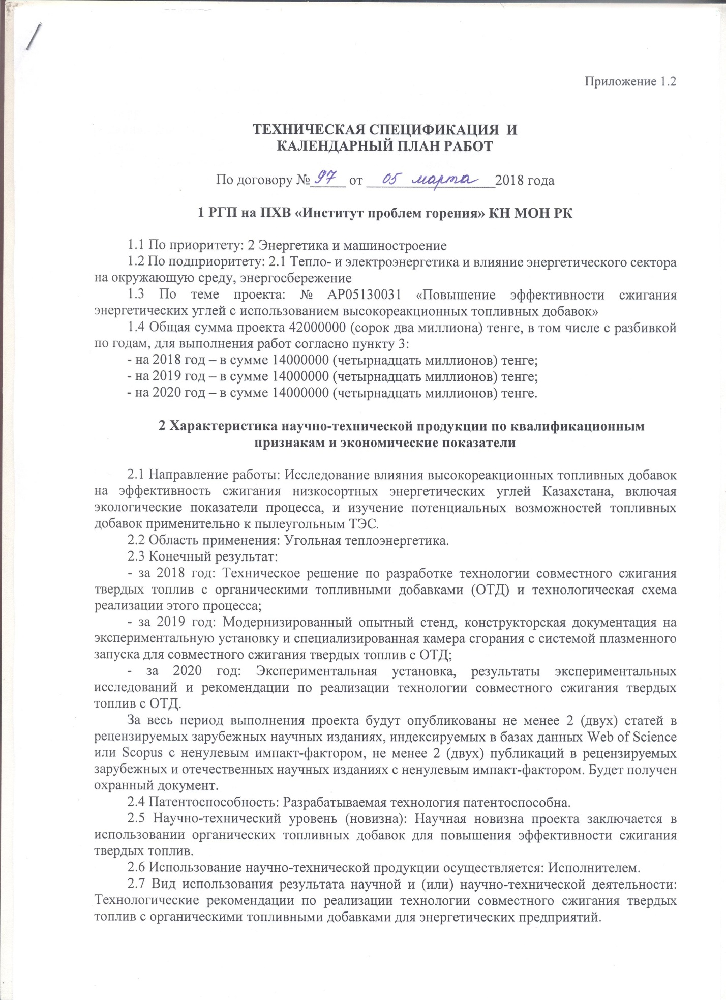 Приложение 1.2
ТЕХНИЧЕСКАЯ СПЕЦИФИКАЦИЯ И
КАЛЕНДАРНЫЙ ПЛАН РАБОТ
По договору № 97 от 05 марта 2018 года
1 РГП на ПХВ «Институт проблем горения» КН МОН РК
1.1 По приоритету: 2 Энергетика и машиностроение
1.2 По подприоритету: 2.1 Тепло- и электроэнергетика и влияние энергетического сектора
на окружающую среду, энергосбережение
1.3 По теме проекта: № АР05130031 «Повышение эффективности сжигания
энергетических углей с использованием высокореакционных топливных добавок»
1.4 Общая сумма проекта 42000000 (сорок два миллиона) тенге, в том числе с разбивкой
по годам, для выполнения работ согласно пункту 3:
- на 2018 год – в сумме 14000000 (четырнадцать миллионов) тенге;
- на 2019 год – в сумме 14000000 (четырнадцать миллионов) тенге;
- на 2020 год – в сумме 14000000 (четырнадцать миллионов) тенге.
2 Характеристика научно-технической продукции по квалификационным
признакам и экономические показатели
2.1 Направление работы: Исследование влияния высокореакционных топливных добавок
на эффективность сжигания низкосортных энергетических углей Казахстана, включая
экологические показатели процесса, и изучение потенциальных возможностей топливных
добавок применительно к пылеугольным ТЭС.
2.2 Область применения: Угольная теплоэнергетика.
2.3 Конечный результат:
- за 2018 год: Техническое решение по разработке технологии совместного сжигания
твердых топлив с органическими топливными добавками (ОТД) и технологическая схема
реализации этого процесса;
- за 2019 год: Модернизированный опытный стенд, конструкторская документация на
экспериментальную установку и специализированная камера сгорания с системой плазменного
запуска для совместного сжигания твердых топлив с ОТД;
- за 2020 год: Экспериментальная установка, результаты экспериментальных
исследований и рекомендации по реализации технологии совместного сжигания твердых
топлив с ОТД.
За весь период выполнения проекта будут опубликованы не менее 2 (двух) статей в
рецензируемых зарубежных научных изданиях, индексируемых в базах данных Web of Science
или Scopus с ненулевым импакт-фактором, не менее 2 (двух) публикаций в рецензируемых
зарубежных и отечественных научных изданиях с ненулевым импакт-фактором. Будет получен
охранный документ.
2.4 Патентоспособность: Разрабатываемая технология патентоспособна.
2.5 Научно-технический уровень (новизна): Научная новизна проекта заключается в
использовании органических топливных добавок для повышения эффективности сжигания
твердых топлив.
2.6 Использование научно-технической продукции осуществляется: Исполнителем.
2.7 Вид использования результата научной и (или) научно-технической деятельности:
Технологические рекомендации по реализации технологии совместного сжигания твердых
топлив с органическими топливными добавками для энергетических предприятий.